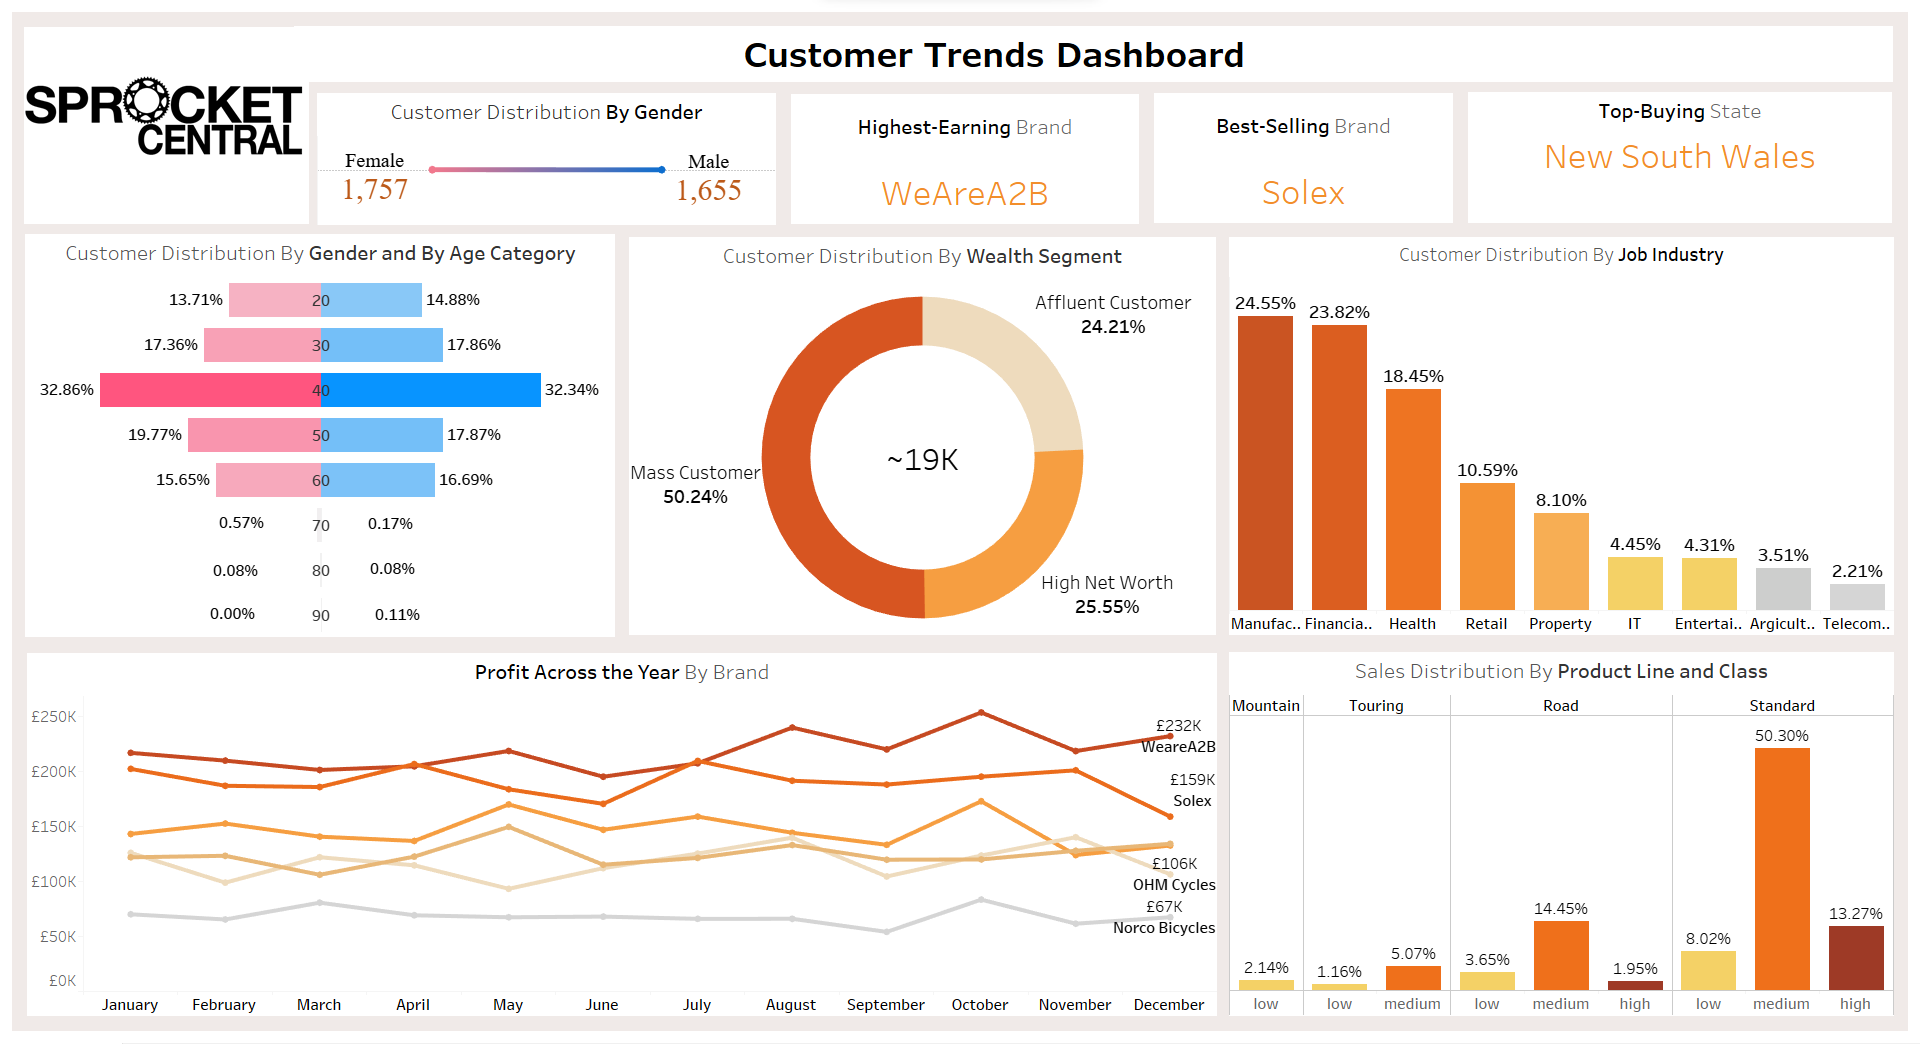 Customer Trends Dashboard
SPROCKET
CENTRAL
Customer Distribution By Gender
Female
1,757
Male
1,655
Highest-Earning Brand
WeAreA2B
Best-Selling Brand
Solex
Top-Buying State
New South Wales
Customer Distribution By Gender and By Age Category
13.71% 20 14.88%
17.36% 30 17.86%
32.86% 40 32.34%
19.77% 50 17.87%
15.65% 60 16.69%
0.57% 70 0.17%
0.08% 80 0.08%
0.00% 90 0.11%
Customer Distribution By Wealth Segment
Affluent Customer
24.21%
~19K
Mass Customer
50.24%
High Net Worth
25.55%
Customer Distribution By Job Industry
24.55% 23.82% 18.45% 10.59% 8.10% 4.45% 4.31% 3.51% 2.21%
Manufac.. Financia.. Health Retail Property IT Entertai.. Argicult.. Telecom..
Profit Across the Year By Brand
£250K
£200K
£150K
£100K
£50K
£0K
£232K
WeareA2B
£159K
Solex
£106K
OHM Cycles
£67K
Norco Bicycles
January February March April May June July August September October November December
Sales Distribution By Product Line and Class
Mountain Touring Road Standard
2.14% 1.16% 5.07% 3.65% 14.45% 1.95% 8.02% 50.30% 13.27%
low low medium low medium high low medium high